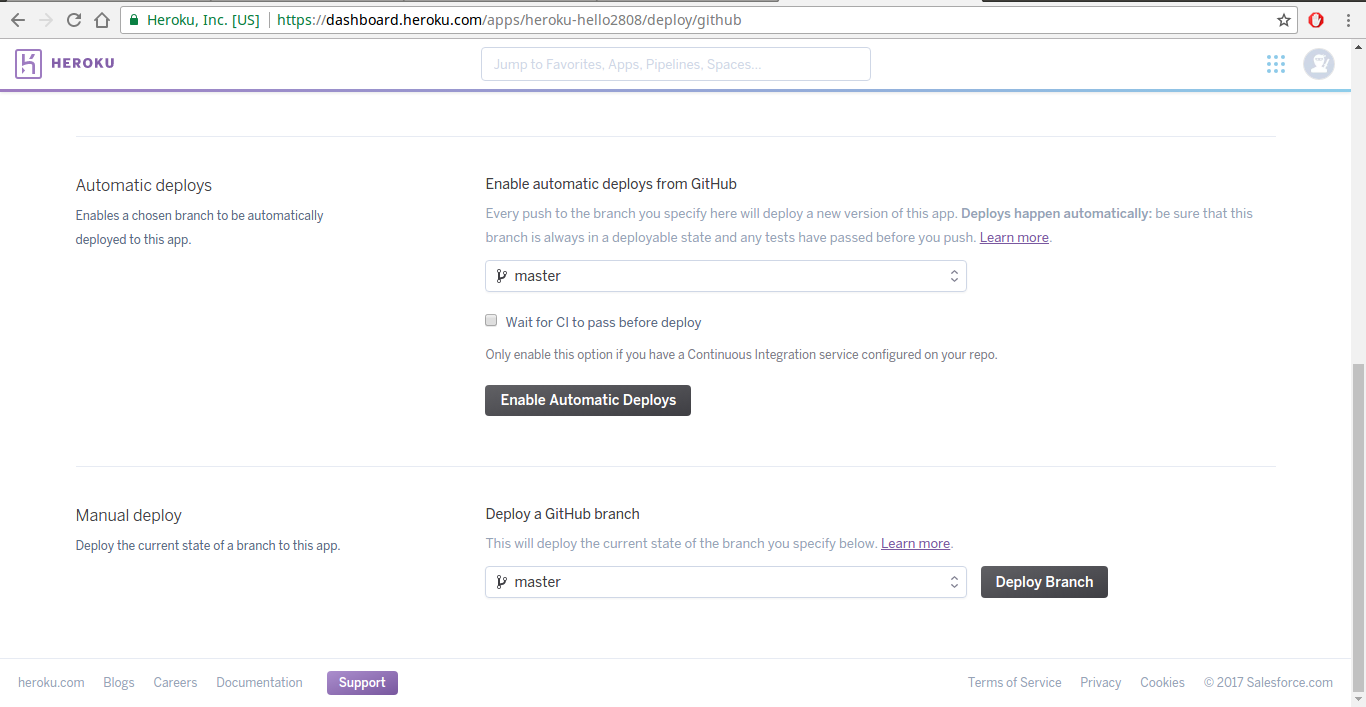 Heroku, Inc. [US] https://dashboard.heroku.com/apps/heroku-hello2808/deploy/github
HEROKU
Jump to Favorites, Apps, Pipelines, Spaces...
Automatic deploys
Enables a chosen branch to be automatically
deployed to this app.
Enable automatic deploys from GitHub
Every push to the branch you specify here will deploy a new version of this app. Deploys happen automatically: be sure that this
branch is always in a deployable state and any tests have passed before you push. Learn more.
master
Wait for CI to pass before deploy
Only enable this option if you have a Continuous Integration service configured on your repo.
Enable Automatic Deploys
Manual deploy
Deploy the current state of a branch to this app.
Deploy a GitHub branch
This will deploy the current state of the branch you specify below. Learn more.
master
Deploy Branch
heroku.com Blogs Careers Documentation Support Terms of Service Privacy Cookies © 2017 Salesforce.com